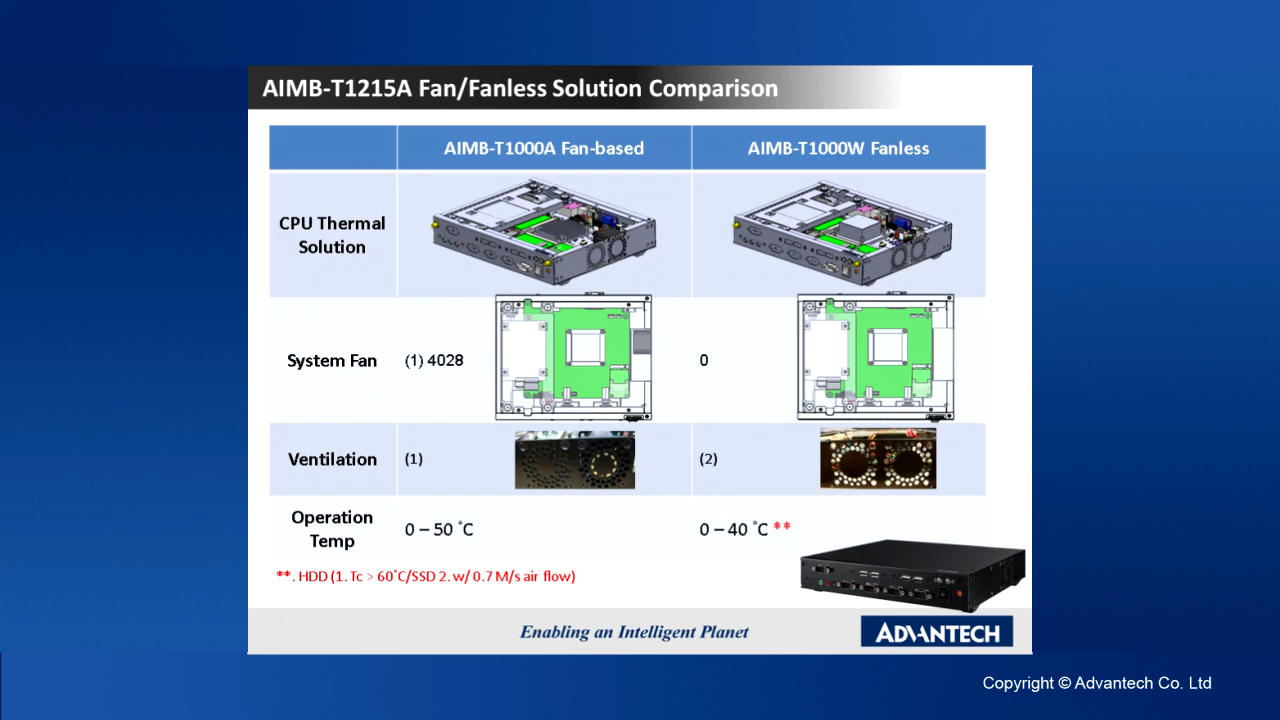 AIMB-T1215A Fan/Fanless Solution Comparison
AIMB-T1000A Fan-based
AIMB-T1000W Fanless
CPU Thermal
Solution
System Fan
(1) 4028
0
Ventilation
(1)
(2)
Operation
Temp
0 – 50 ˚C
0 – 40 ˚C **
**. HDD (1. Tc > 60˚C/SSD 2. w/ 0.7 M/s air flow)
Enabling an Intelligent Planet
ADVANTECH
Copyright © Advantech Co. Ltd